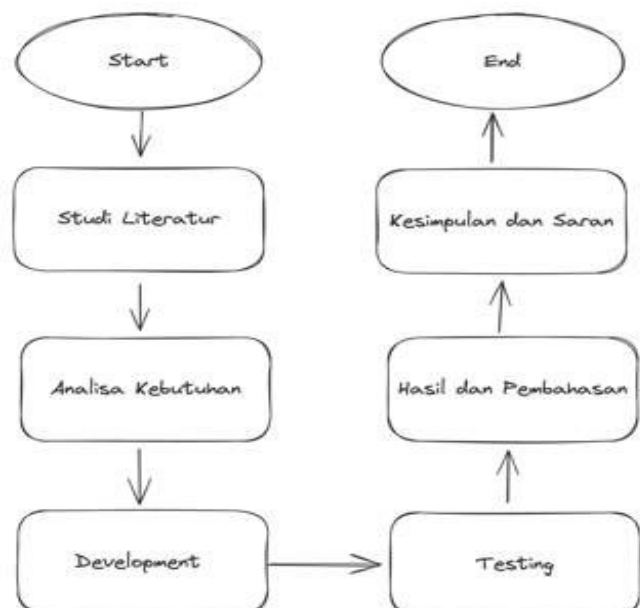 Start
Studi Literatur
Analisa Kebutuhan
Development
Testing
Hasil dan Pembahasan
Kesimpulan dan Saran
End